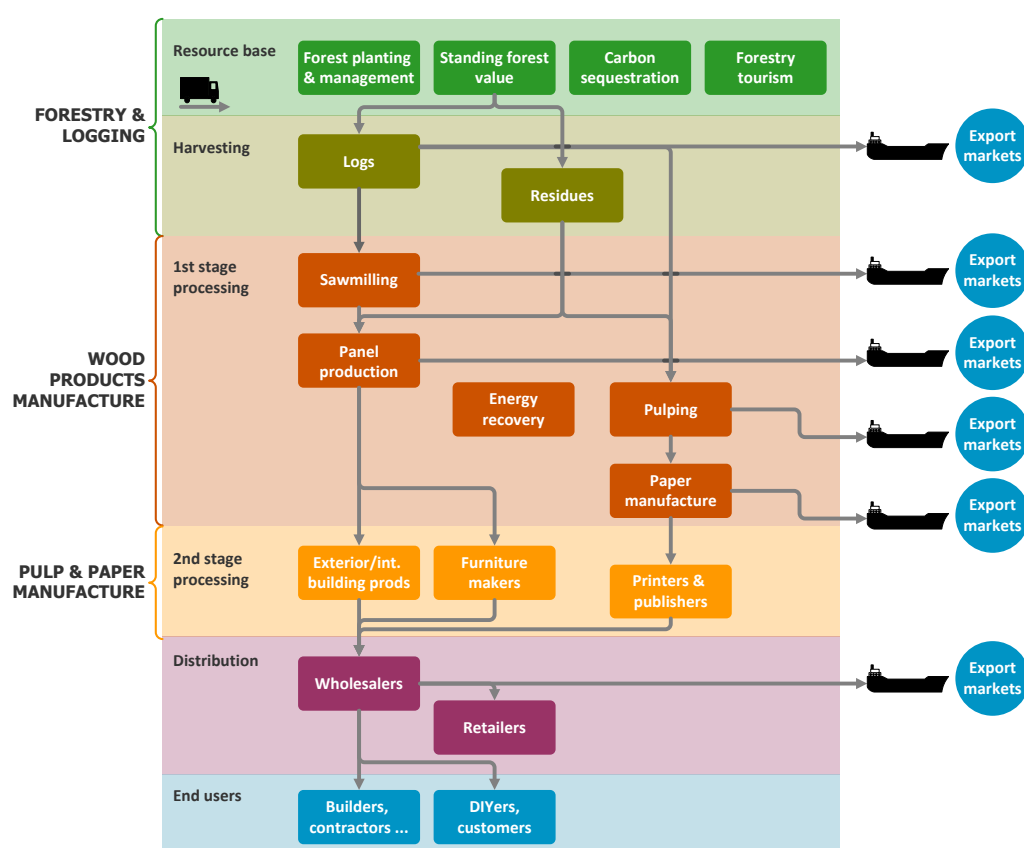 Resource base
Forest planting
& management
Standing forest
value
Carbon
sequestration
Forestry
tourism
FORESTRY &
LOGGING
Harvesting
Logs
Residues
Export
markets
1st stage
processing
Sawmilling
Export
markets
WOOD
PRODUCTS
MANUFACTURE
Panel
production
Export
markets
Energy
recovery
Pulping
Export
markets
Paper
manufacture
Export
markets
PULP & PAPER
MANUFACTURE
2nd stage
processing
Exterior/int.
building prods
Furniture
makers
Printers &
publishers
Distribution
Wholesalers
Retailers
Export
markets
End users
Builders,
contractors ...
DIYers,
customers